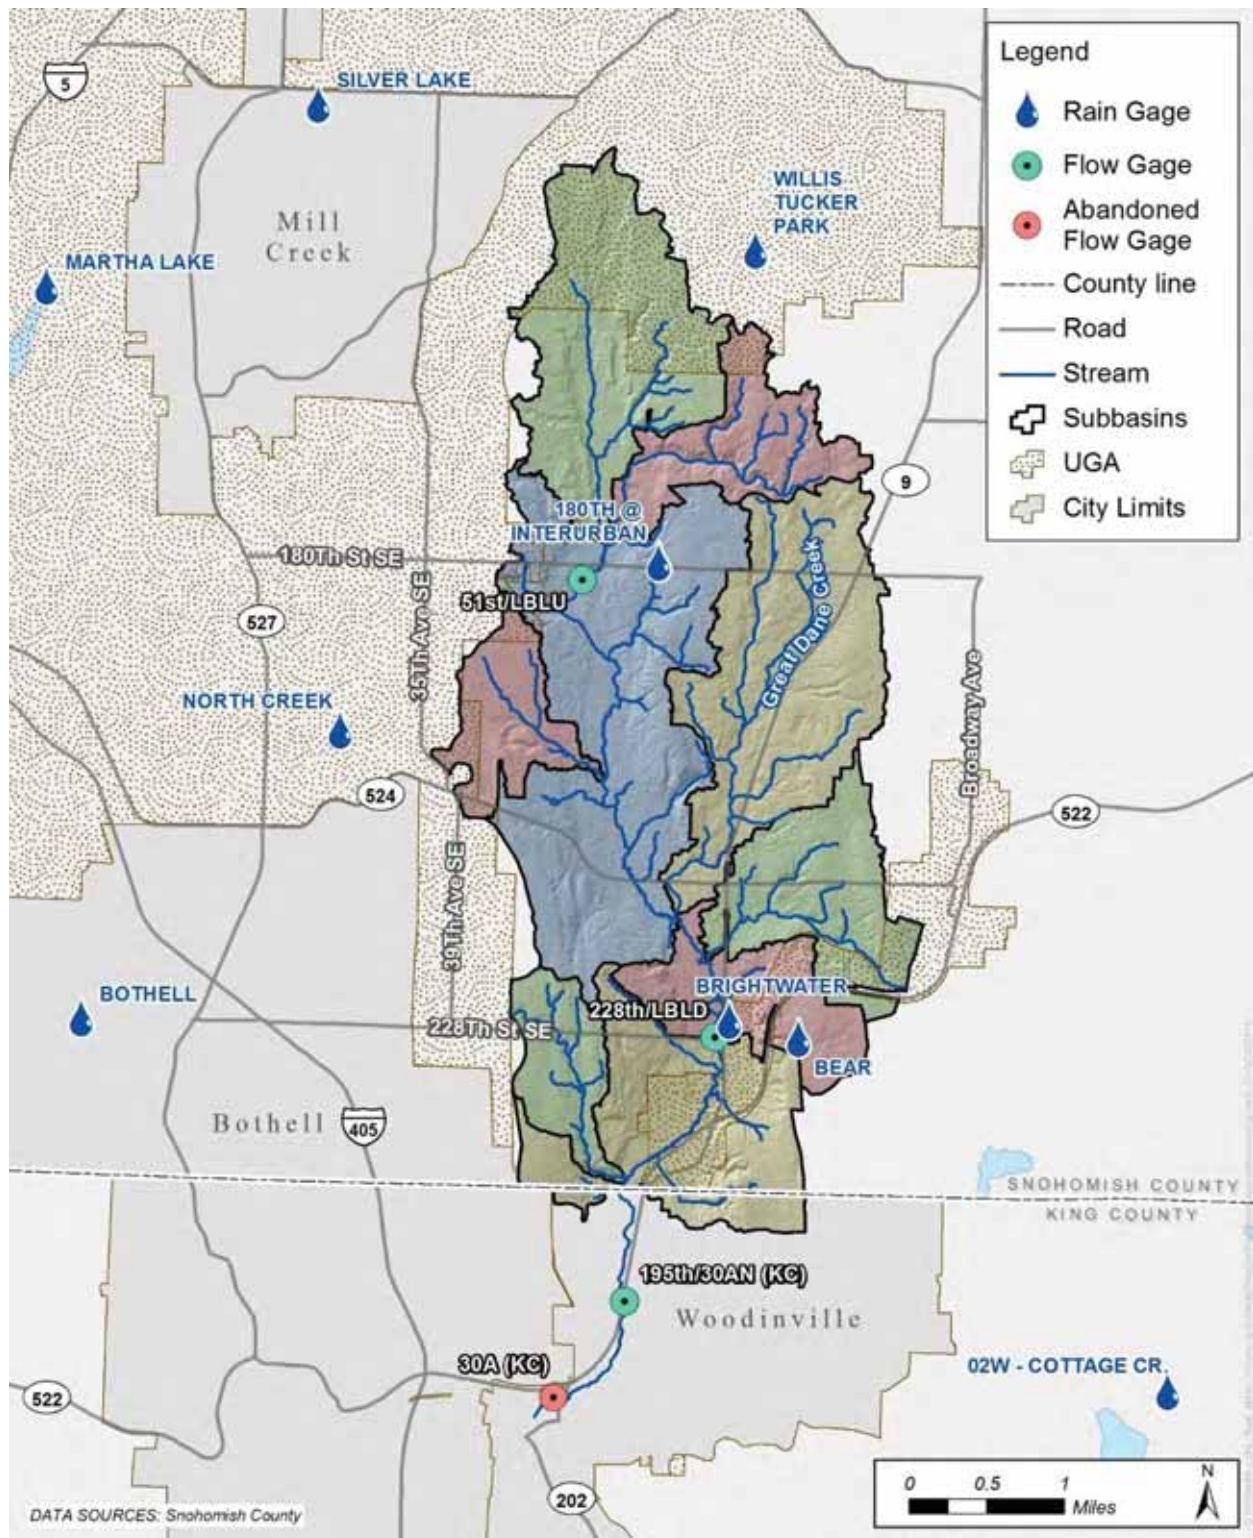 Legend
Rain Gage
Flow Gage
Abandoned
Flow Gage
County line
Road
Stream
Subbasins
UGA
City Limits
5
SILVER LAKE
Mill
Creek
WILLIS
TUCKER
PARK
MARTHA LAKE
9
180TH @
INTERURBAN
180Th St SE
51st/LBLU
527
35Th Ave SE
Great Dane Creek
Broadway Ave
NORTH CREEK
524
522
39Th Ave SE
BOTHELL
BRIGHTWATER
228th/LBLD
228Th St SE
BEAR
Bothell
405
SNOHOMISH COUNTY
KING COUNTY
195th/30AN (KC)
Woodinville
30A (KC)
02W - COTTAGE CR.
522
202
0 0.5 1
Miles
N
DATA SOURCES: Snohomish County